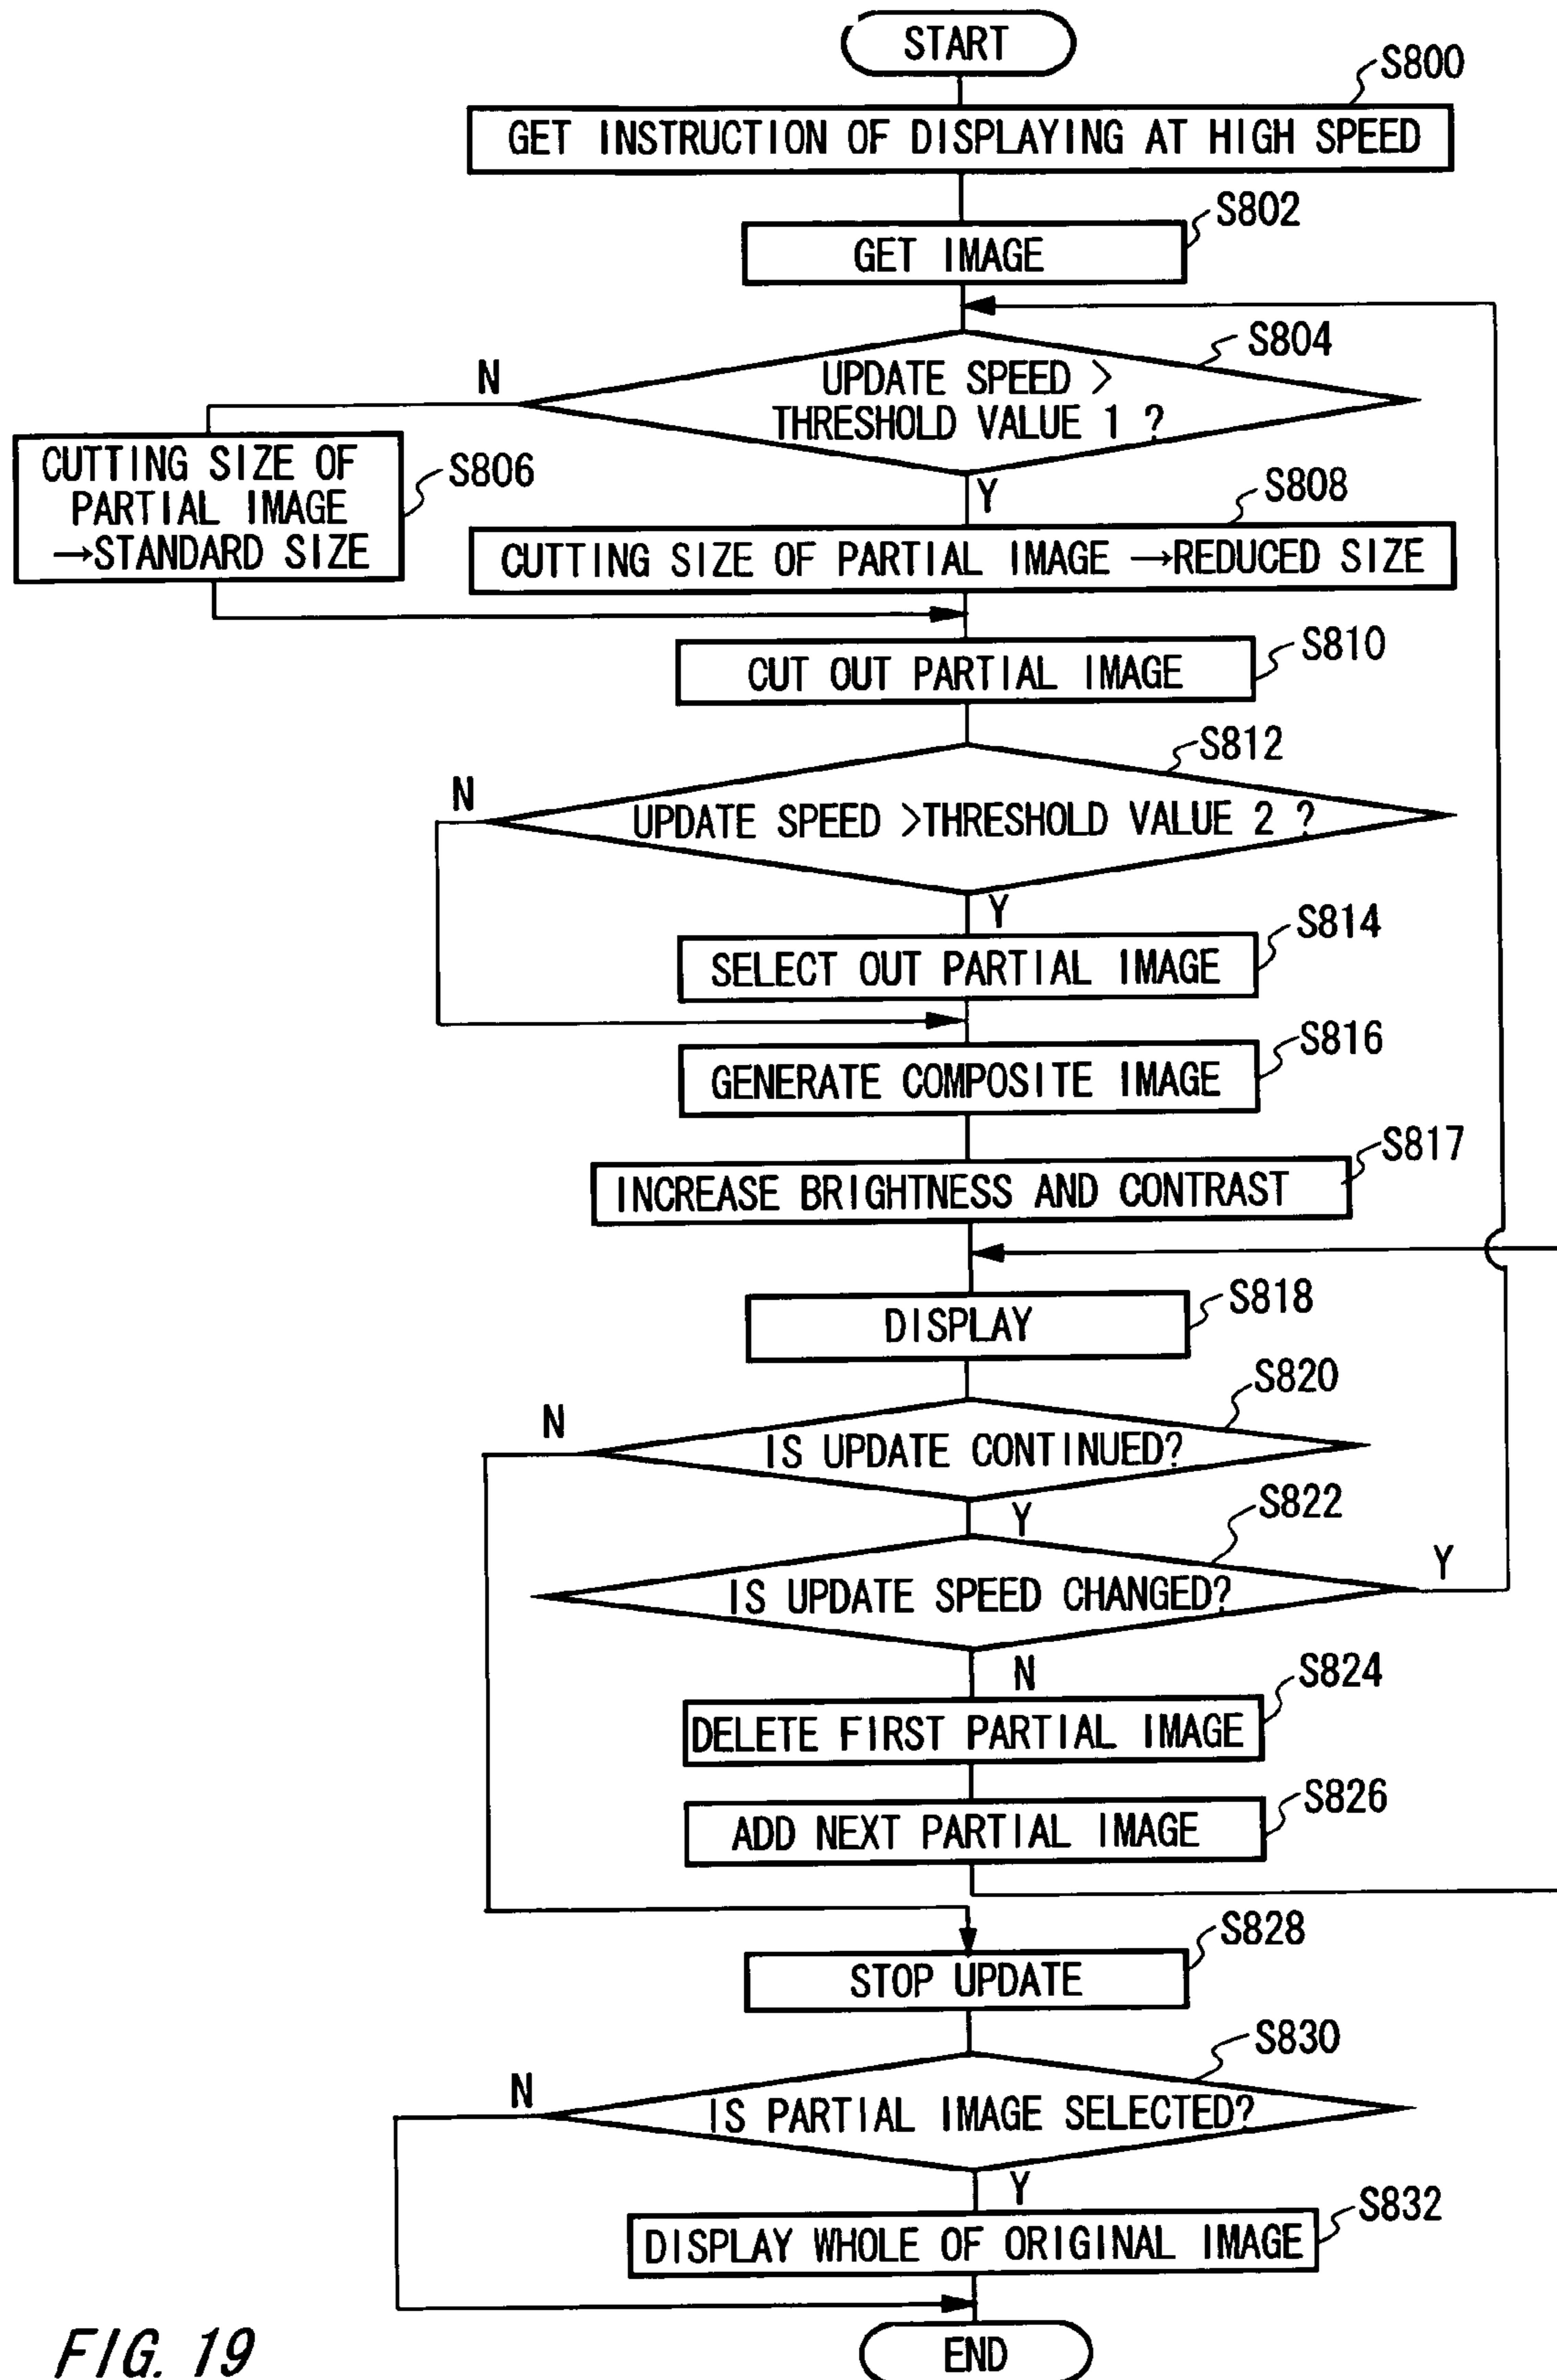 START
S800
GET INSTRUCTION OF DISPLAYING AT HIGH SPEED
S802
GET IMAGE
S804
N
UPDATE SPEED >
THRESHOLD VALUE 1 ?
CUTTING SIZE OF
PARTIAL IMAGE
→STANDARD SIZE
S806
Y
S808
CUTTING SIZE OF PARTIAL IMAGE →REDUCED SIZE
S810
CUT OUT PARTIAL IMAGE
S812
N
UPDATE SPEED >THRESHOLD VALUE 2 ?
Y
S814
SELECT OUT PARTIAL IMAGE
S816
GENERATE COMPOSITE IMAGE
S817
INCREASE BRIGHTNESS AND CONTRAST
S818
DISPLAY
S820
N
IS UPDATE CONTINUED?
Y
S822
IS UPDATE SPEED CHANGED?
Y
N
S824
DELETE FIRST PARTIAL IMAGE
S826
ADD NEXT PARTIAL IMAGE
S828
STOP UPDATE
S830
N
IS PARTIAL IMAGE SELECTED?
Y
S832
DISPLAY WHOLE OF ORIGINAL IMAGE
END
FIG. 19